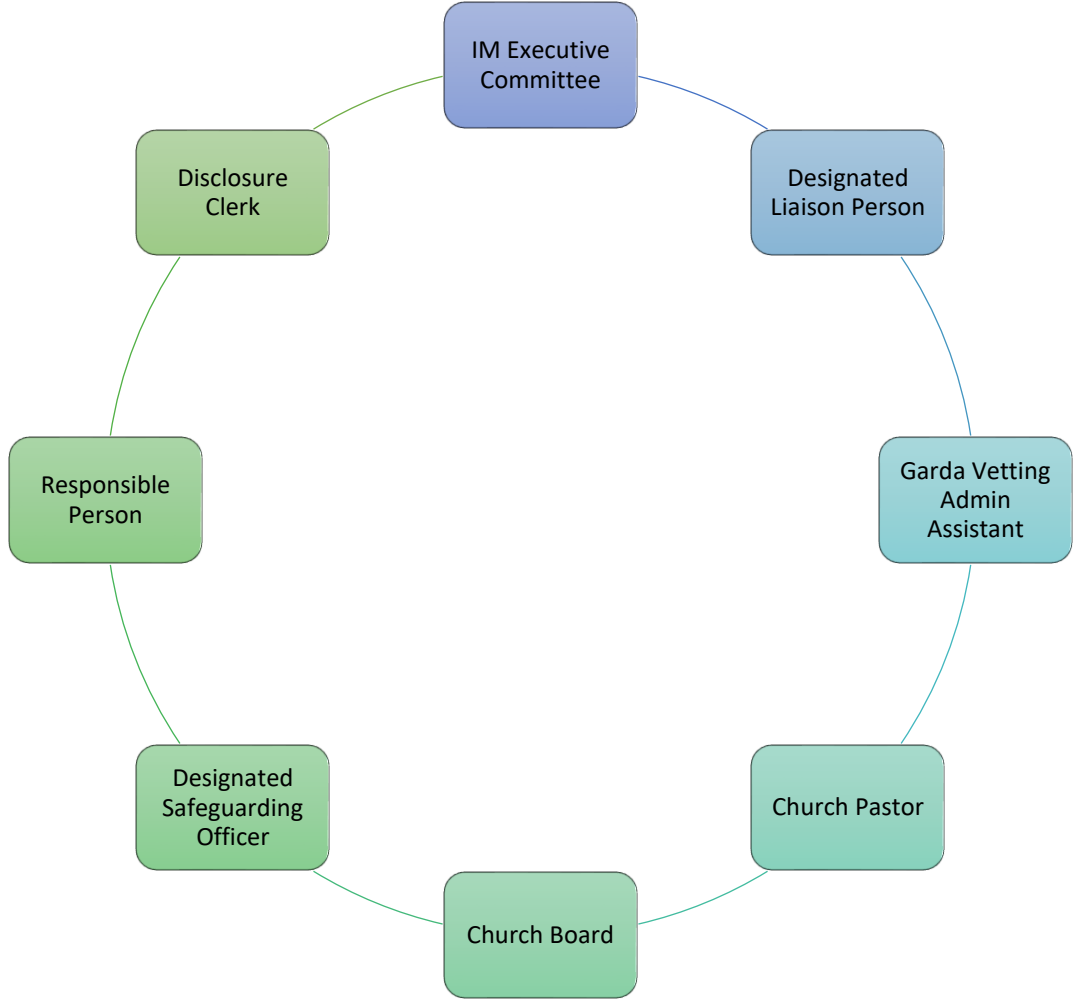 IM Executive
Committee
Designated
Liaison Person
Garda Vetting
Admin
Assistant
Church Pastor
Church Board
Designated
Safeguarding
Officer
Responsible
Person
Disclosure
Clerk